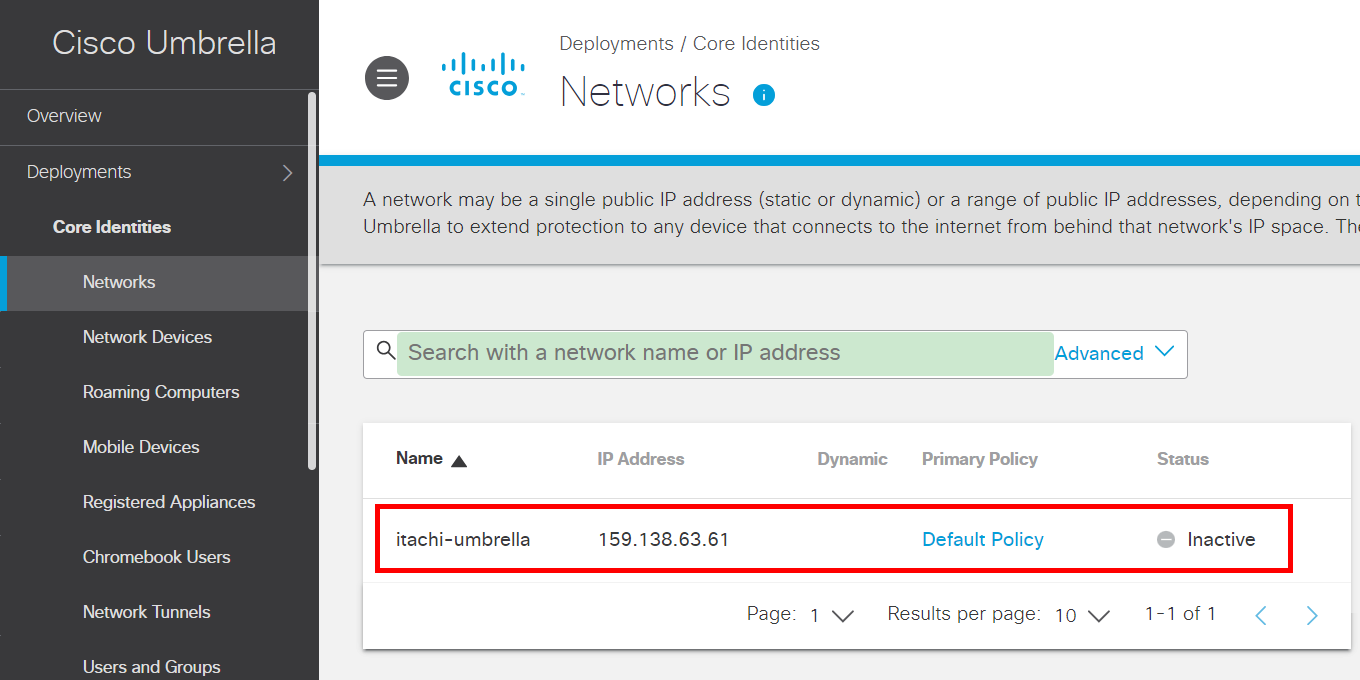 Cisco Umbrella
Overview
Deployments
Core Identities
Networks
Network Devices
Roaming Computers
Mobile Devices
Registered Appliances
Chromebook Users
Network Tunnels
Users and Groups
CISCO
Deployments / Core Identities
Networks
A network may be a single public IP address (static or dynamic) or a range of public IP addresses, depending on
Umbrella to extend protection to any device that connects to the internet from behind that network's IP space.
Search with a network name or IP address
Advanced
Name IP Address Dynamic Primary Policy Status
itachi-umbrella 159.138.63.61 Default Policy Inactive
Page: 1 Results per page: 10 1-1 of 1